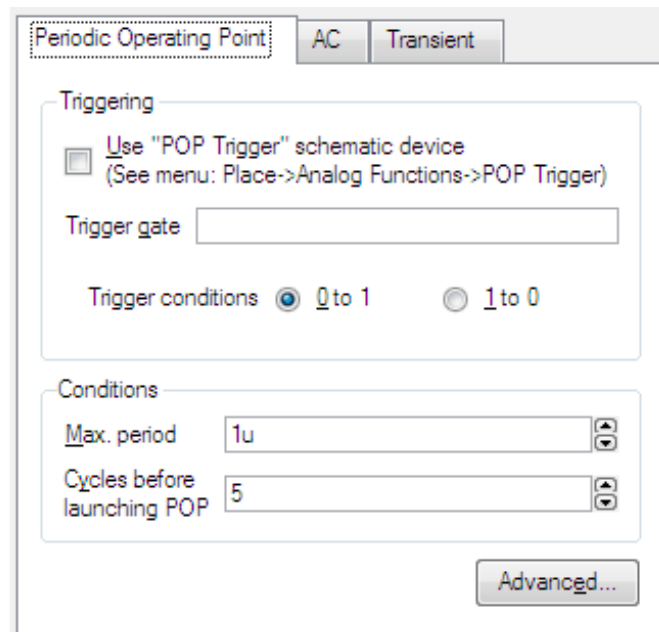 Periodic Operating Point AC Transient
Triggering
Use "POP Trigger" schematic device
(See menu: Place->Analog Functions->POP Trigger)
Trigger gate
Trigger conditions 0 to 1 1 to 0
Conditions
Max. period 1u
Cycles before
launching POP 5
Advanced...